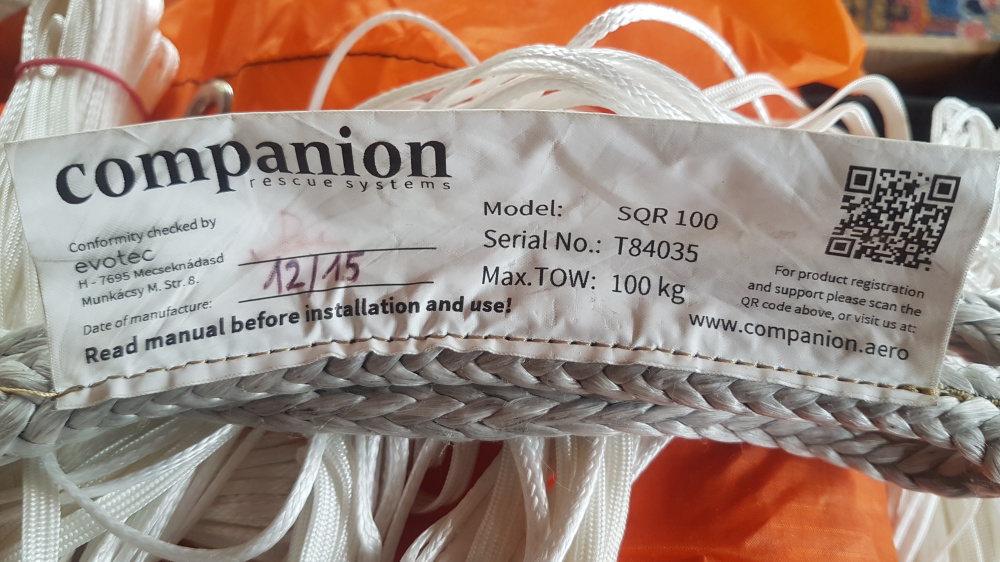 companion
rescue systems
Conformity checked by
evotec
H - 7695 Mecseknádasd
Munkácsy M. Str. 8.
Date of manufacture:
12/15
Read manual before installation and use!
Model: SQR 100
Serial No.: T84035
Max.TOW: 100 kg
For product registration
and support please scan the
QR code above, or visit us at:
www.companion.aero